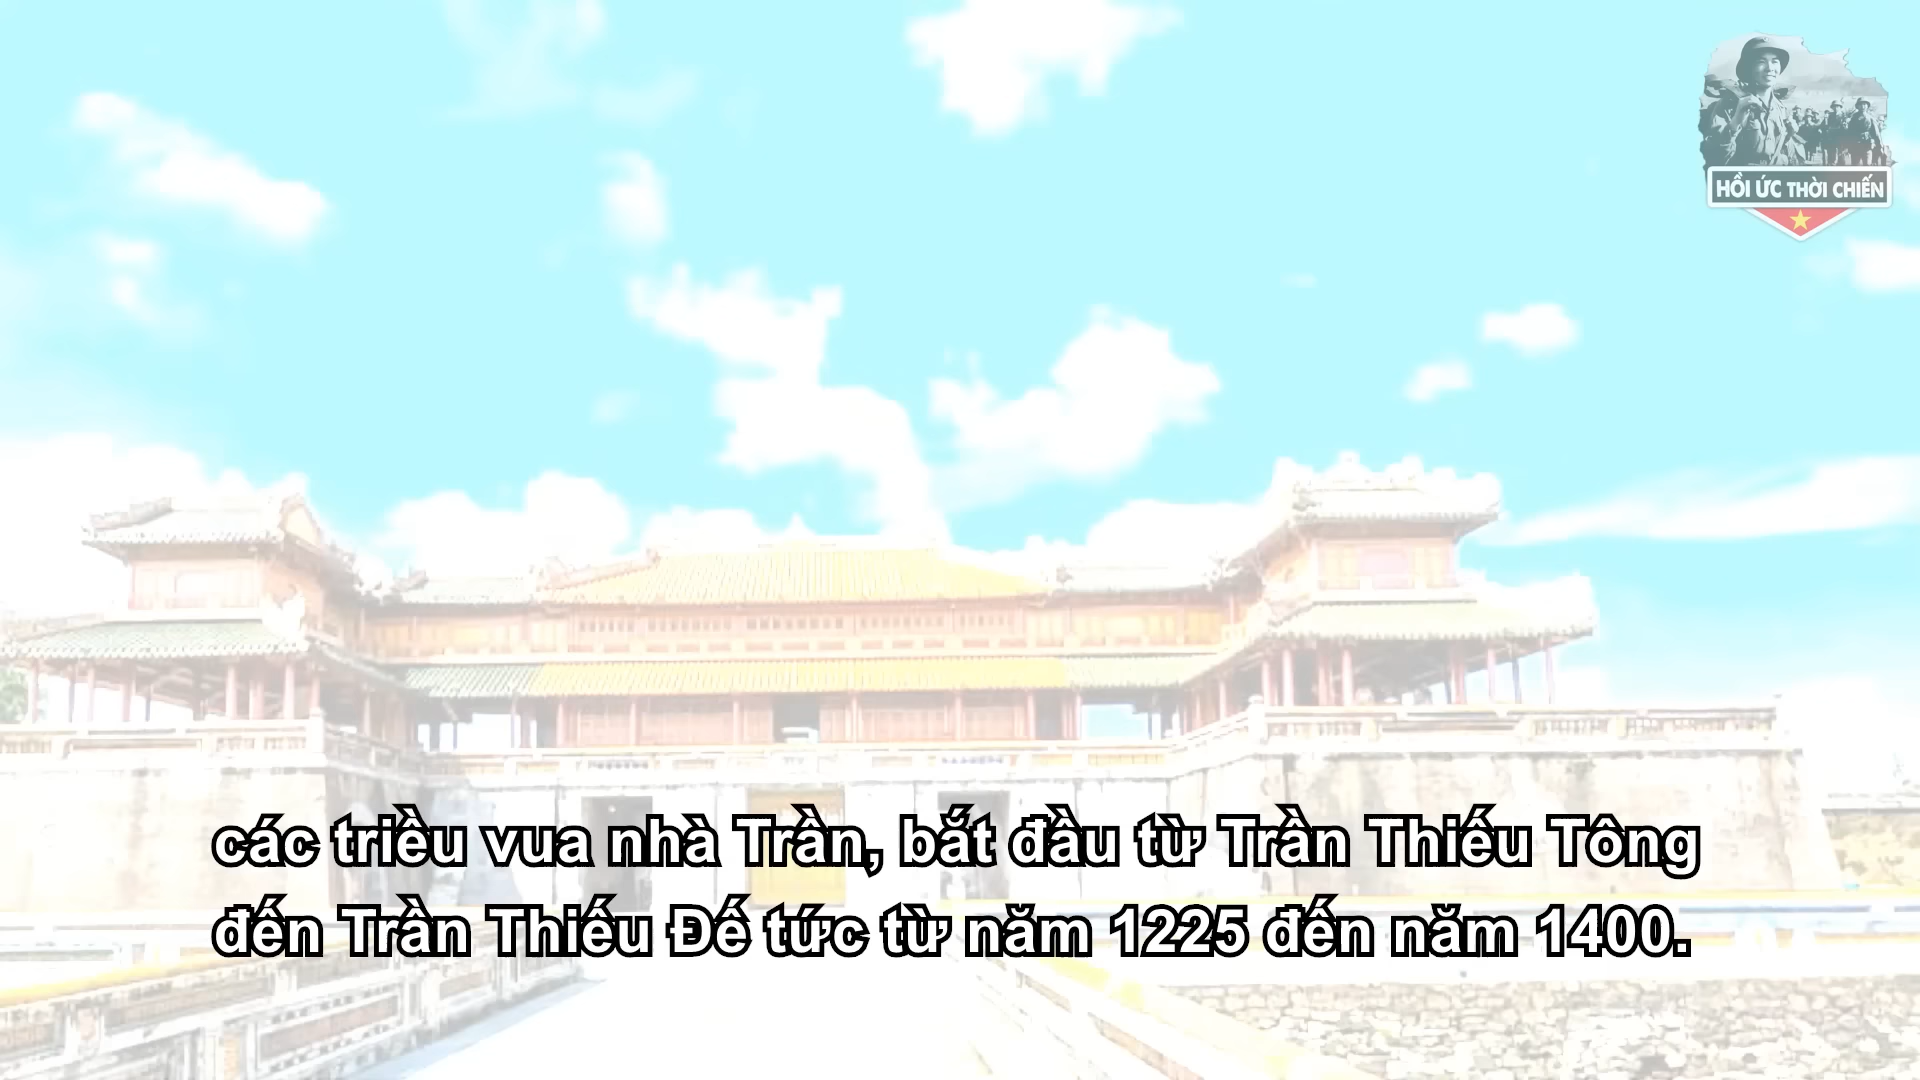 HỒI ỨC THỜI CHIẾN
các triều vua nhà Trần, bắt đầu từ Trần Thiếu Tông
đến Trần Thiếu Đế tức từ năm 1225 đến năm 1400.